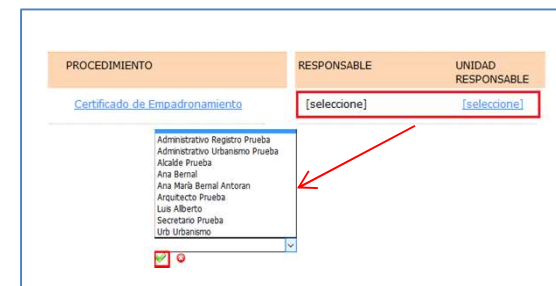 PROCEDIMIENTO RESPONSABLE UNIDAD RESPONSABLE
Certificado de Empadronamiento [seleccione] [seleccione]
Administrativo Registro Prueba
Administrativo Urbanismo Prueba
Alcalde Prueba
Ana Bernal
Ana María Bernal Antoran
Arquitecto Prueba
Luis Alberto
Secretario Prueba
Urb Urbanismo